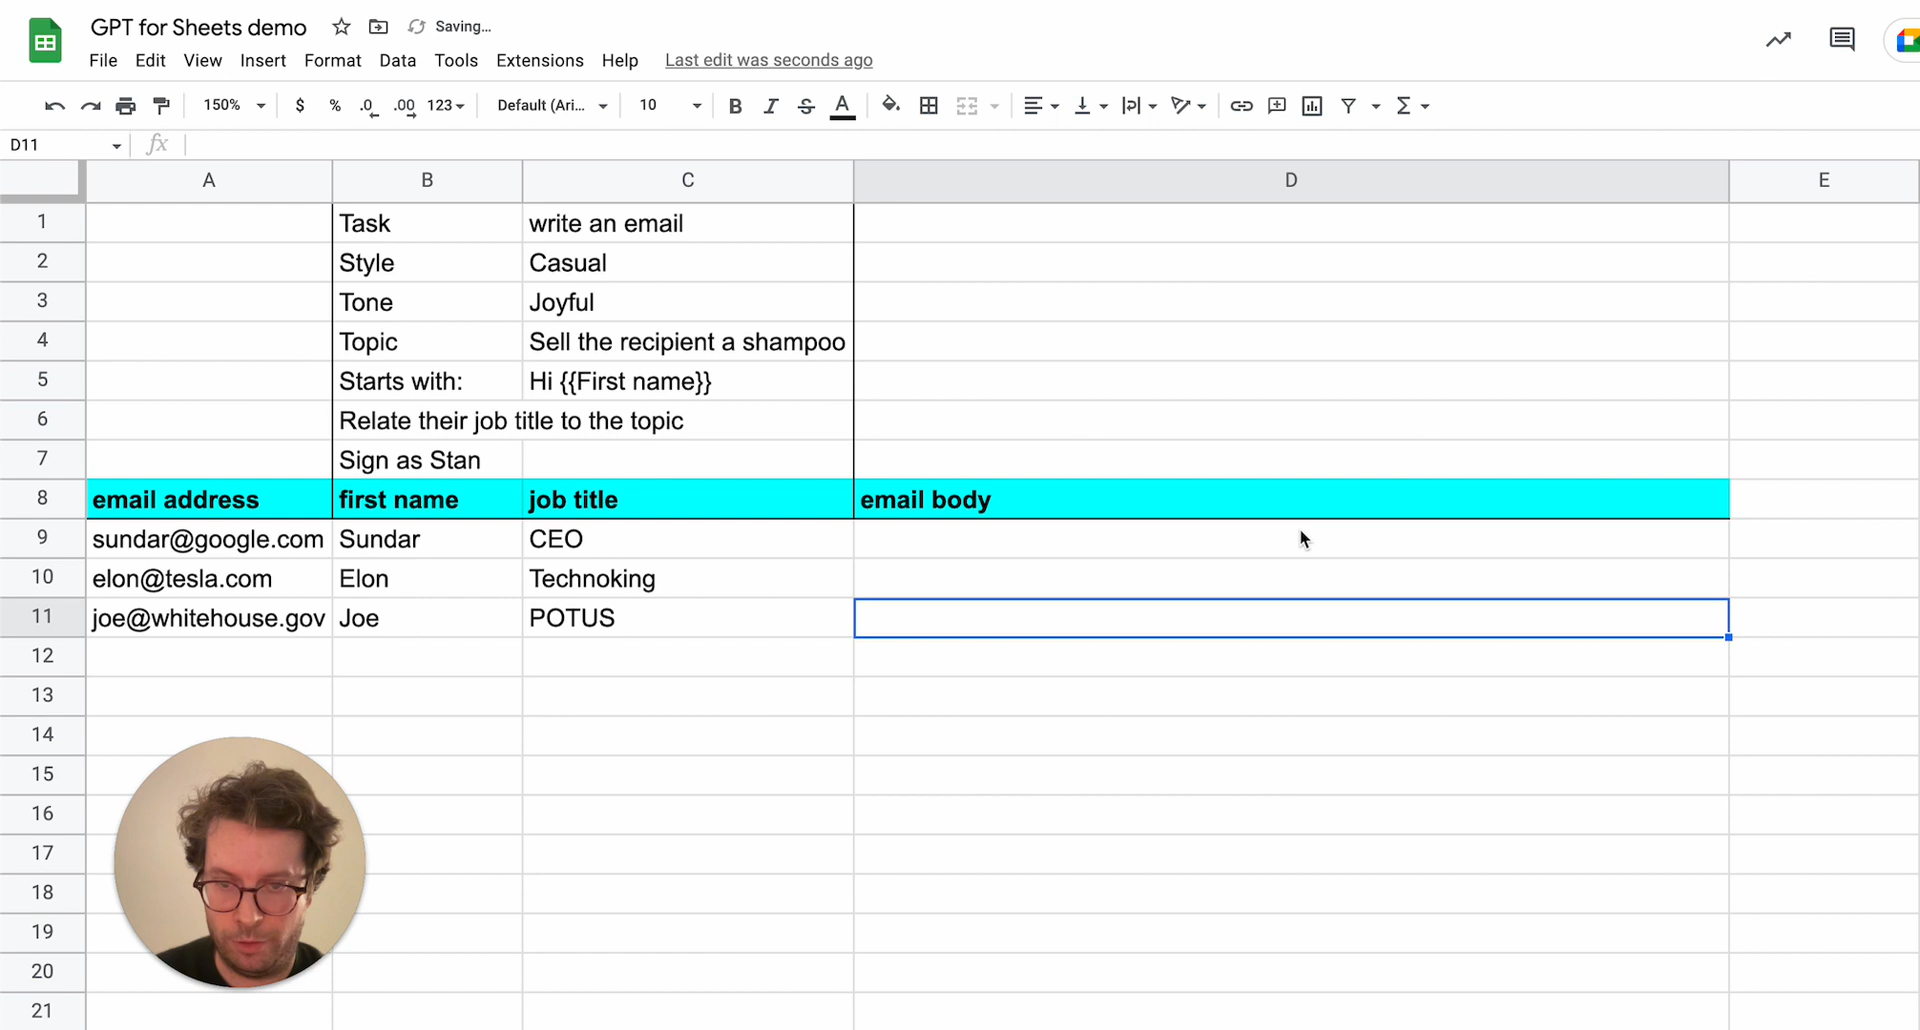 GPT for Sheets demo Saving...
File Edit View Insert Format Data Tools Extensions Help Last edit was seconds ago
150% $ % .0 .00 123 Default (Ari... 10 B I S A
D11 fx
A B C D E
1 Task write an email
2 Style Casual
3 Tone Joyful
4 Topic Sell the recipient a shampoo
5 Starts with: Hi {{First name}}
6 Relate their job title to the topic
7 Sign as Stan
8 email address first name job title email body
9 sundar@google.com Sundar CEO
10 elon@tesla.com Elon Technoking
11 joe@whitehouse.gov Joe POTUS
12
13
14
15
16
17
18
19
20
21